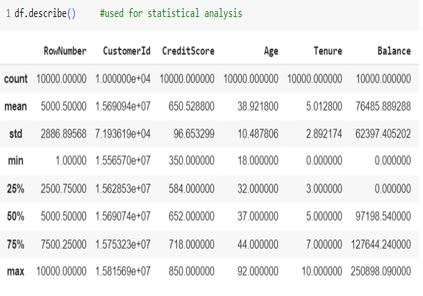 1 df.describe() #used for statistical analysis
RowNumber CustomerId CreditScore Age Tenure Balance
count 10000.00000 1.000000e+04 10000.000000 10000.000000 10000.000000 10000.000000
mean 5000.50000 1.569094e+07 650.528800 38.921800 5.012800 76485.889288
std 2886.89568 7.193619e+04 96.653299 10.487806 2.892174 62397.405202
min 1.00000 1.556570e+07 350.000000 18.000000 0.000000 0.000000
25% 2500.75000 1.562853e+07 584.000000 32.000000 3.000000 0.000000
50% 5000.50000 1.569074e+07 652.000000 37.000000 5.000000 97198.540000
75% 7500.25000 1.575323e+07 718.000000 44.000000 7.000000 127644.240000
max 10000.00000 1.581569e+07 850.000000 92.000000 10.000000 250898.090000